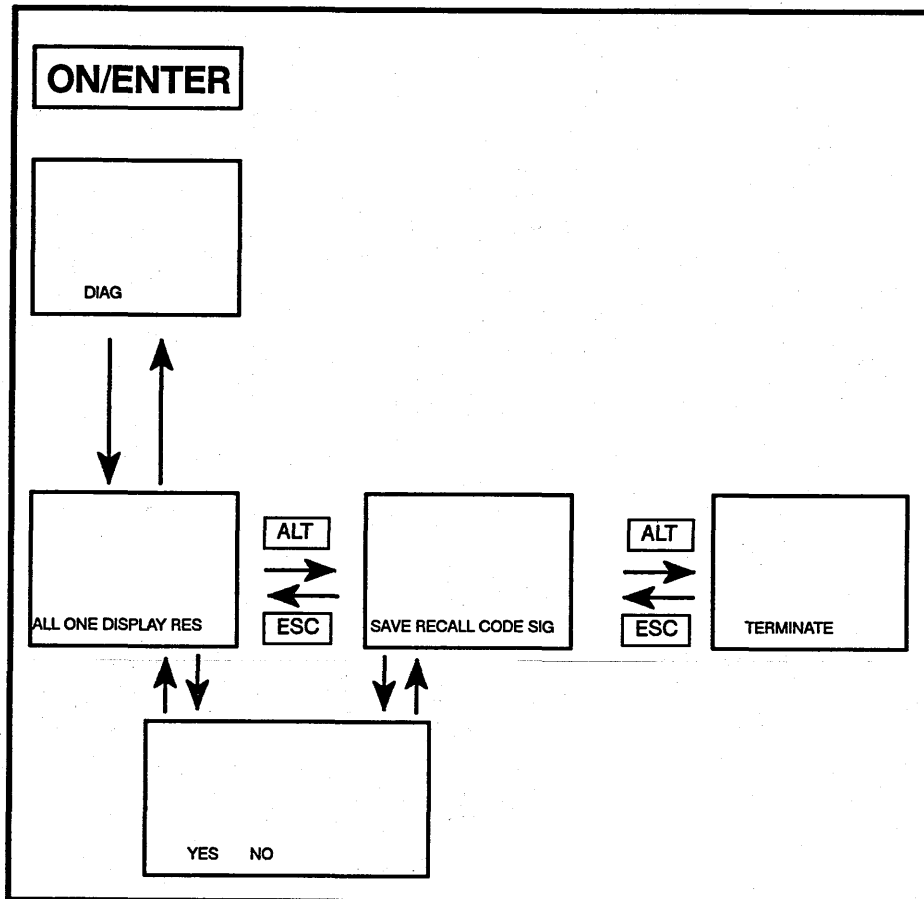 ON/ENTER
DIAG
ALT
ALT
ALL ONE DISPLAY RES
ESC
SAVE RECALL CODE SIG
ESC
TERMINATE
YES NO